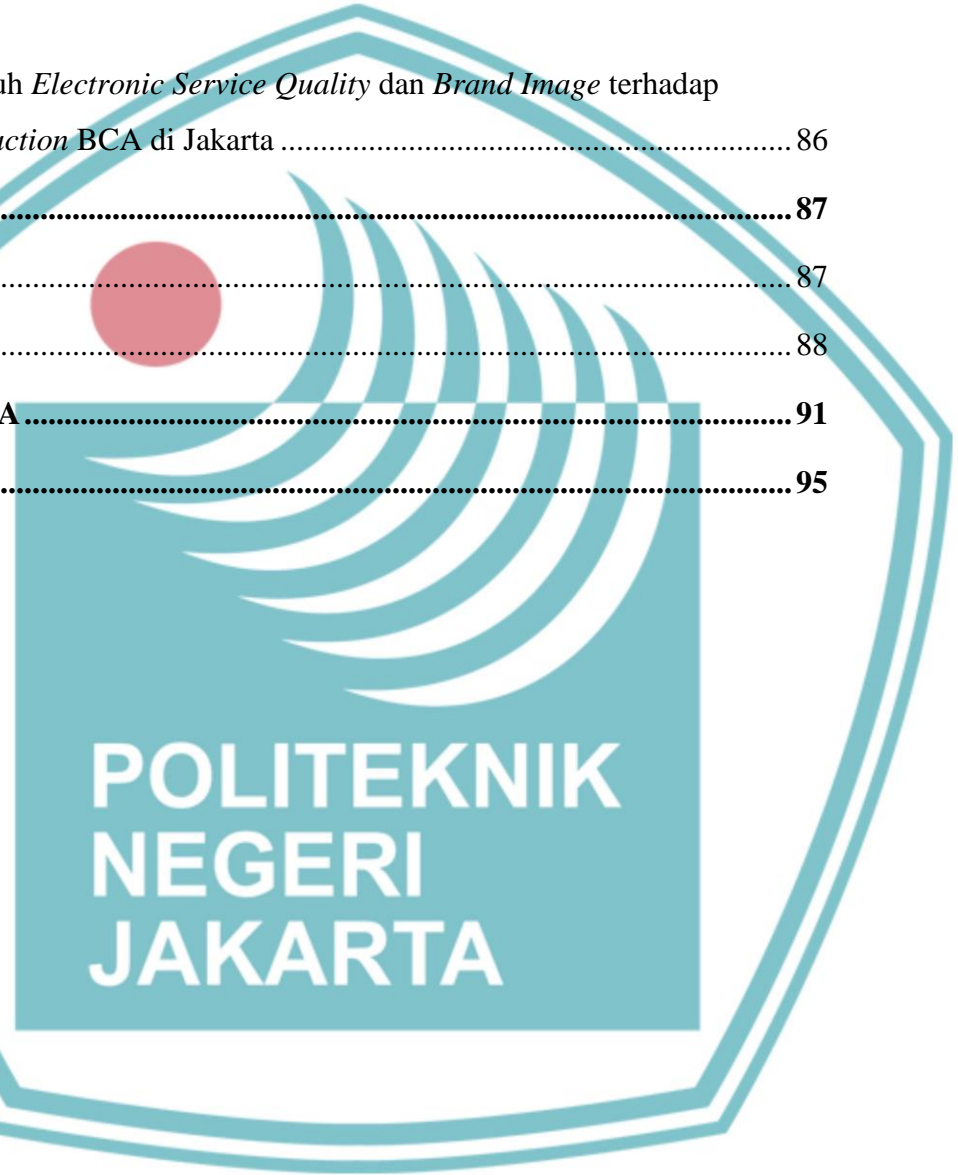 uh Electronic Service Quality dan Brand Image terhadap
action BCA di Jakarta ........................................................................ 86
........................................................................ 87
........................................................................ 87
........................................................................ 88
A ........................................................................ 91
........................................................................ 95
POLITEKNIK
NEGERI
JAKARTA